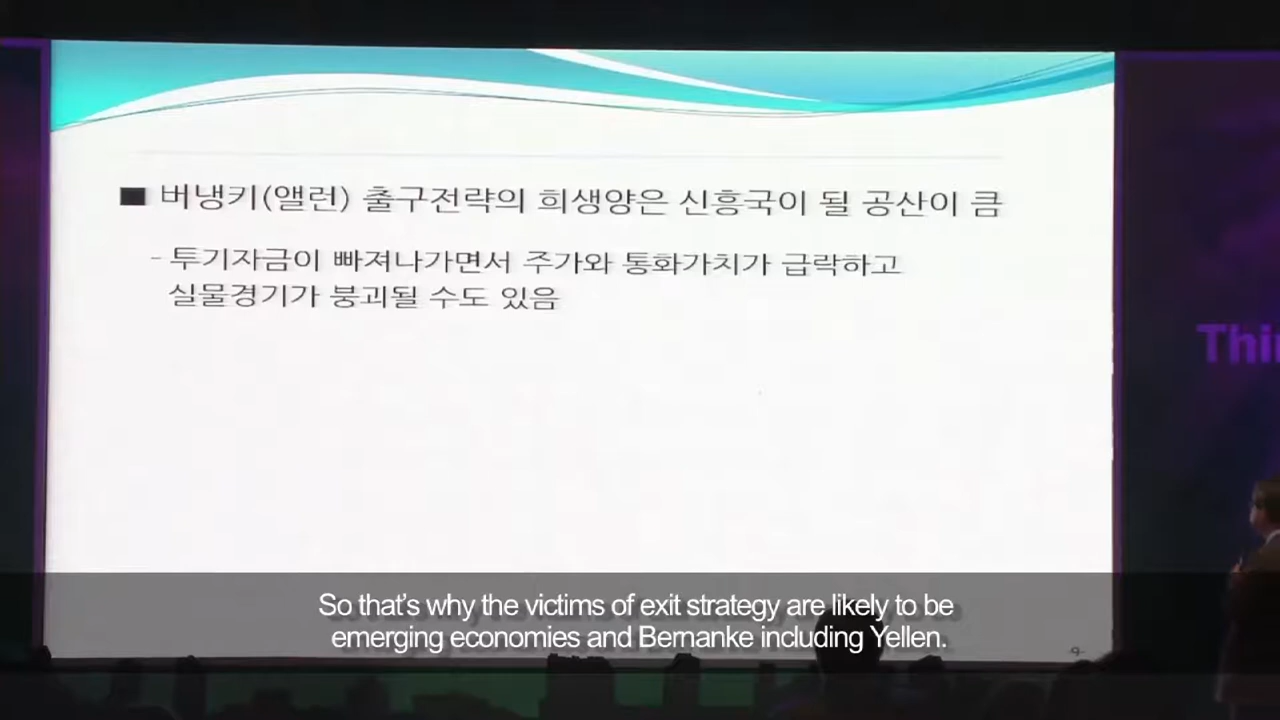 ■ 버냉키(앨런) 출구전략의 희생양은 신흥국이 될 공산이 큼
- 투기자금이 빠져나가면서 주가와 통화가치가 급락하고
실물경기가 붕괴될 수도 있음
Thi
So that's why the victims of exit strategy are likely to be
emerging economies and Bernanke including Yellen.
9